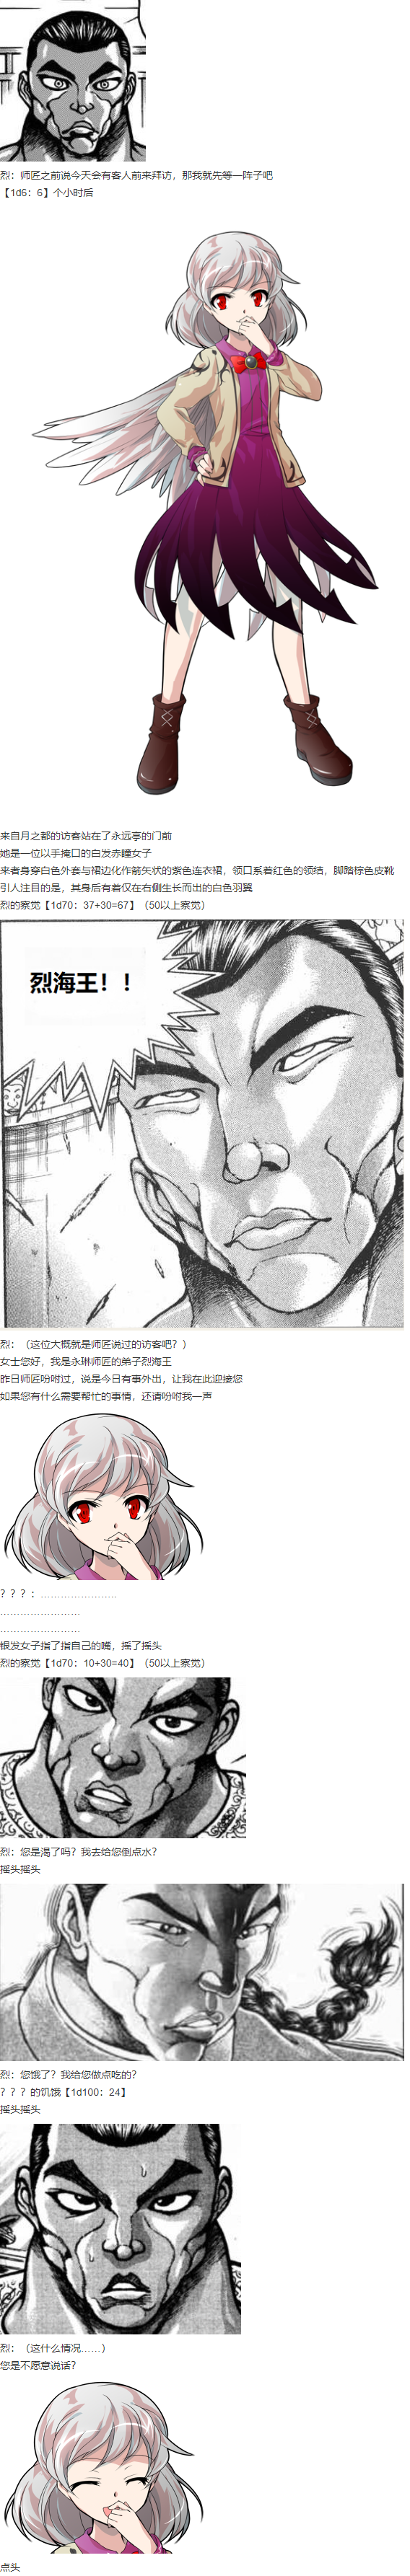 烈：师匠之前说今天会有客人前来拜访，那我就先等一阵子吧
【1d6：6】个小时后
来自月之都的访客站在了永远亭的门前
她是一位以手掩口的白发赤瞳女子
来者身穿白色外套与裙边化作箭矢状的紫色连衣裙，领口系着红色的领结，脚踏棕色皮靴
引人注目的是，其身后有着仅在右侧生长而出的白色羽翼
烈的察觉【1d70：37+30=67】（50以上察觉）
烈海王！！
烈：（这位大概就是师匠说过的访客吧？）
女士您好，我是永琳师匠的弟子烈海王
昨日师匠吩咐过，说是今日有事外出，让我在此迎接您
如果您有什么需要帮忙的事情，还请吩咐我一声
？？？：…………………..
……………………
……………………
银发女子指了指自己的嘴，摇了摇头
烈的察觉【1d70：10+30=40】（50以上察觉）
烈：您是渴了吗？我去给您倒点水？
摇头摇头
烈：您饿了？我给您做点吃的？
？？？的饥饿【1d100：24】
摇头摇头
烈：（这什么情况……）
您是不愿意说话？
点头